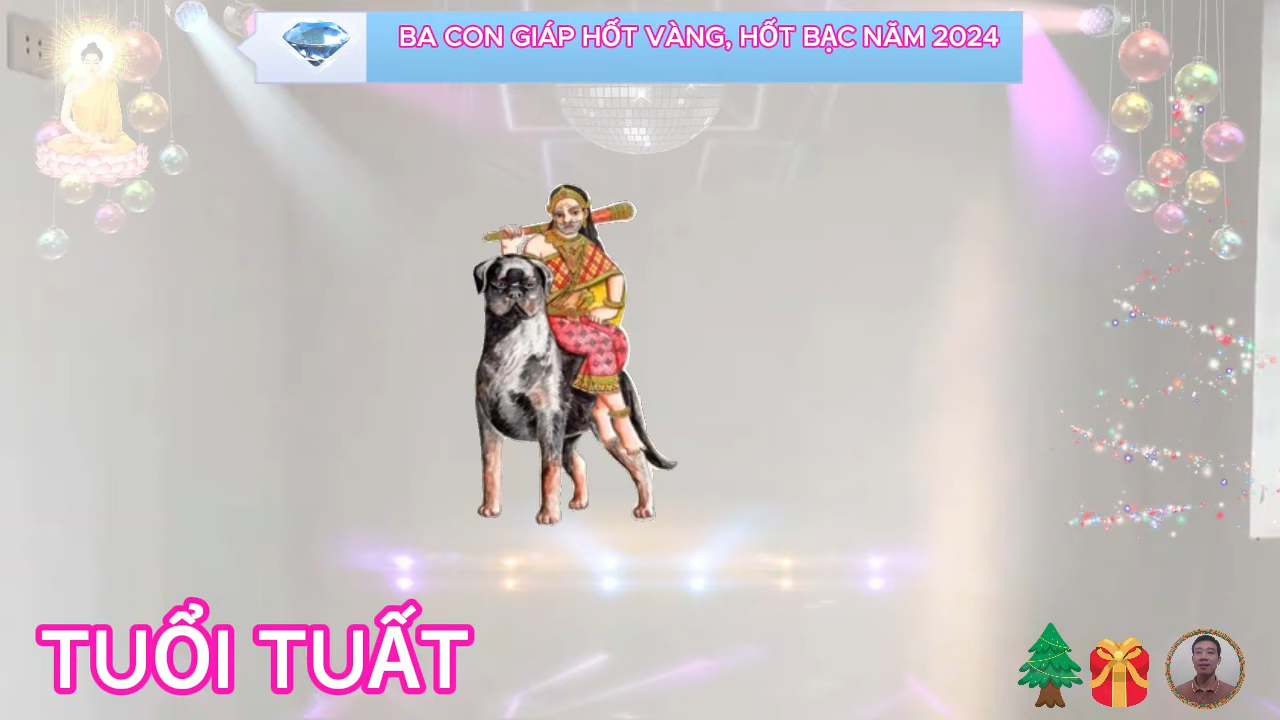 BA CON GIÁP HỐT VÀNG, HỐT BẠC NĂM 2024
TUỔI TUẤT